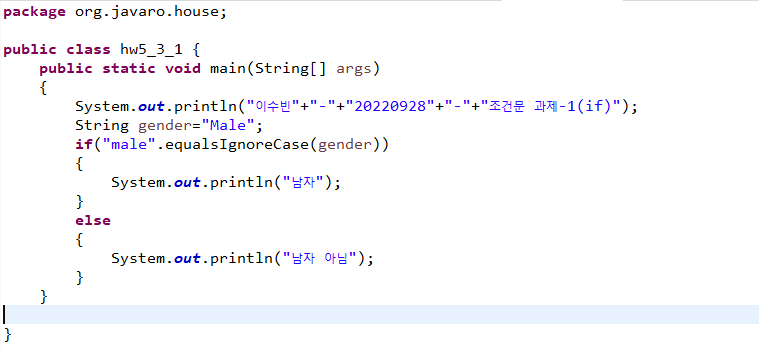 package org.javaro.house;
public class hw5_3_1 {
public static void main(String[] args)
{
System.out.println("이수빈"+"-"+"20220928"+"-"+"조건문 과제-1(if)");
String gender="Male";
if("male".equalsIgnoreCase(gender))
{
System.out.println("남자");
}
else
{
System.out.println("남자 아님");
}
}
}